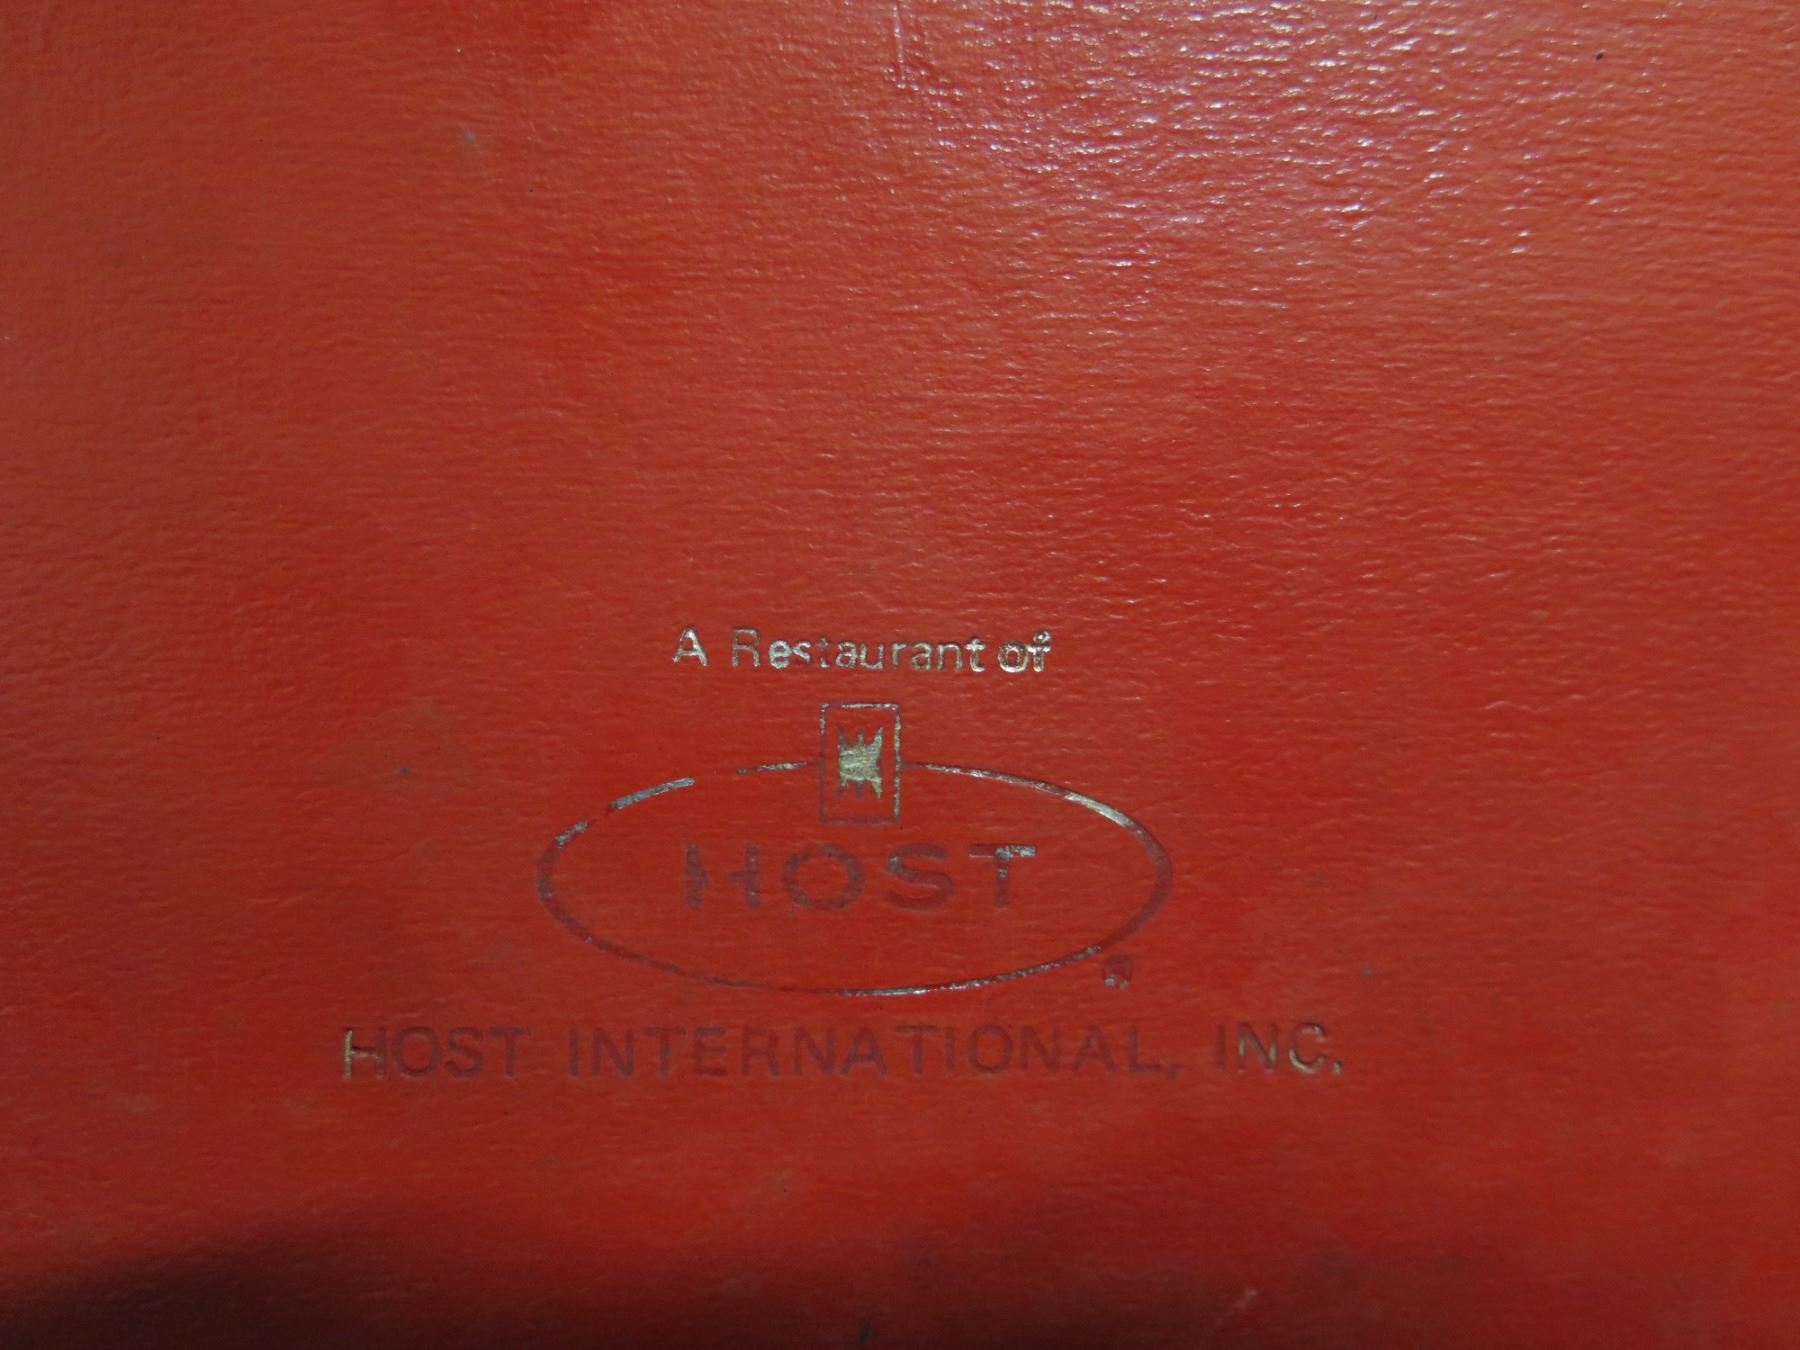 A Restaurant of
HOST
®
HOST INTERNATIONAL, INC.